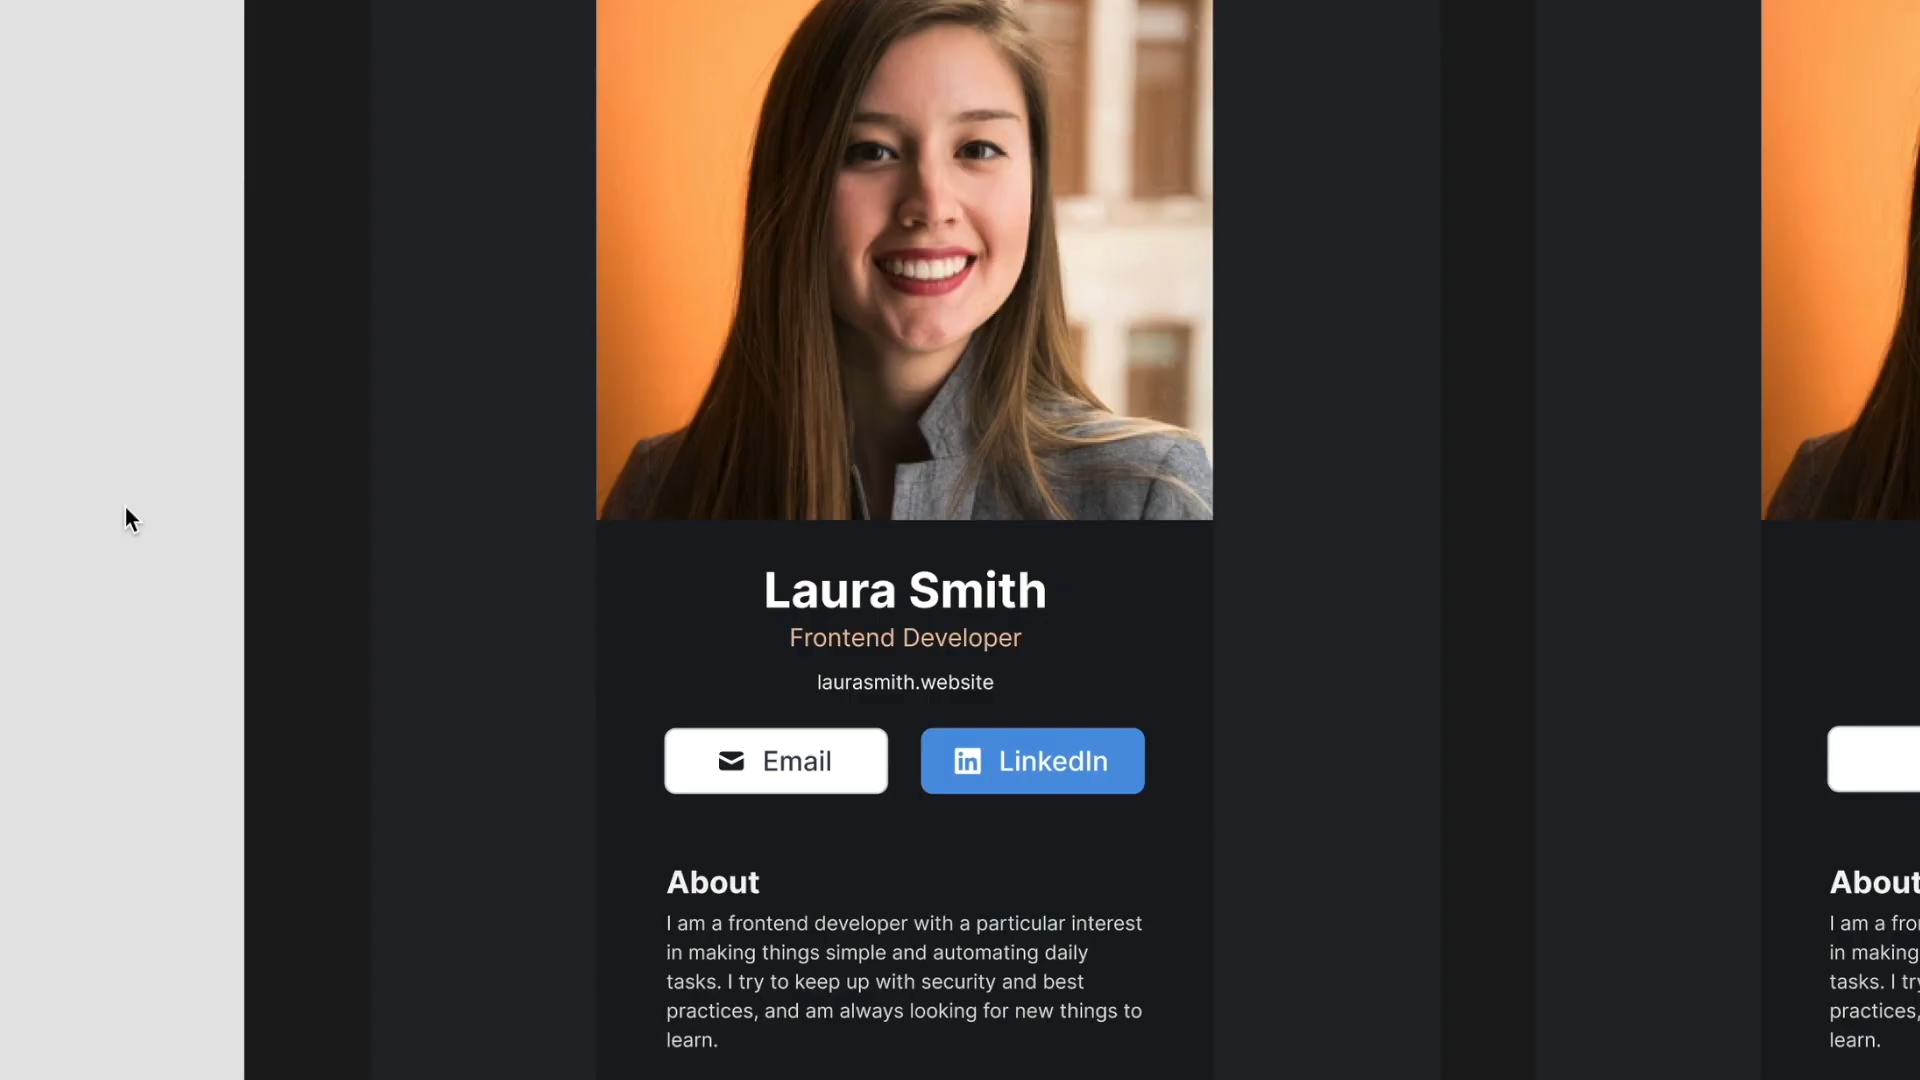 Laura Smith
Frontend Developer
laurasmith.website
Email
in LinkedIn
About
I am a frontend developer with a particular interest
in making things simple and automating daily
tasks. I try to keep up with security and best
practices, and am always looking for new things to
learn.
About
I am a fro
in making
tasks. I try
practices,
learn.